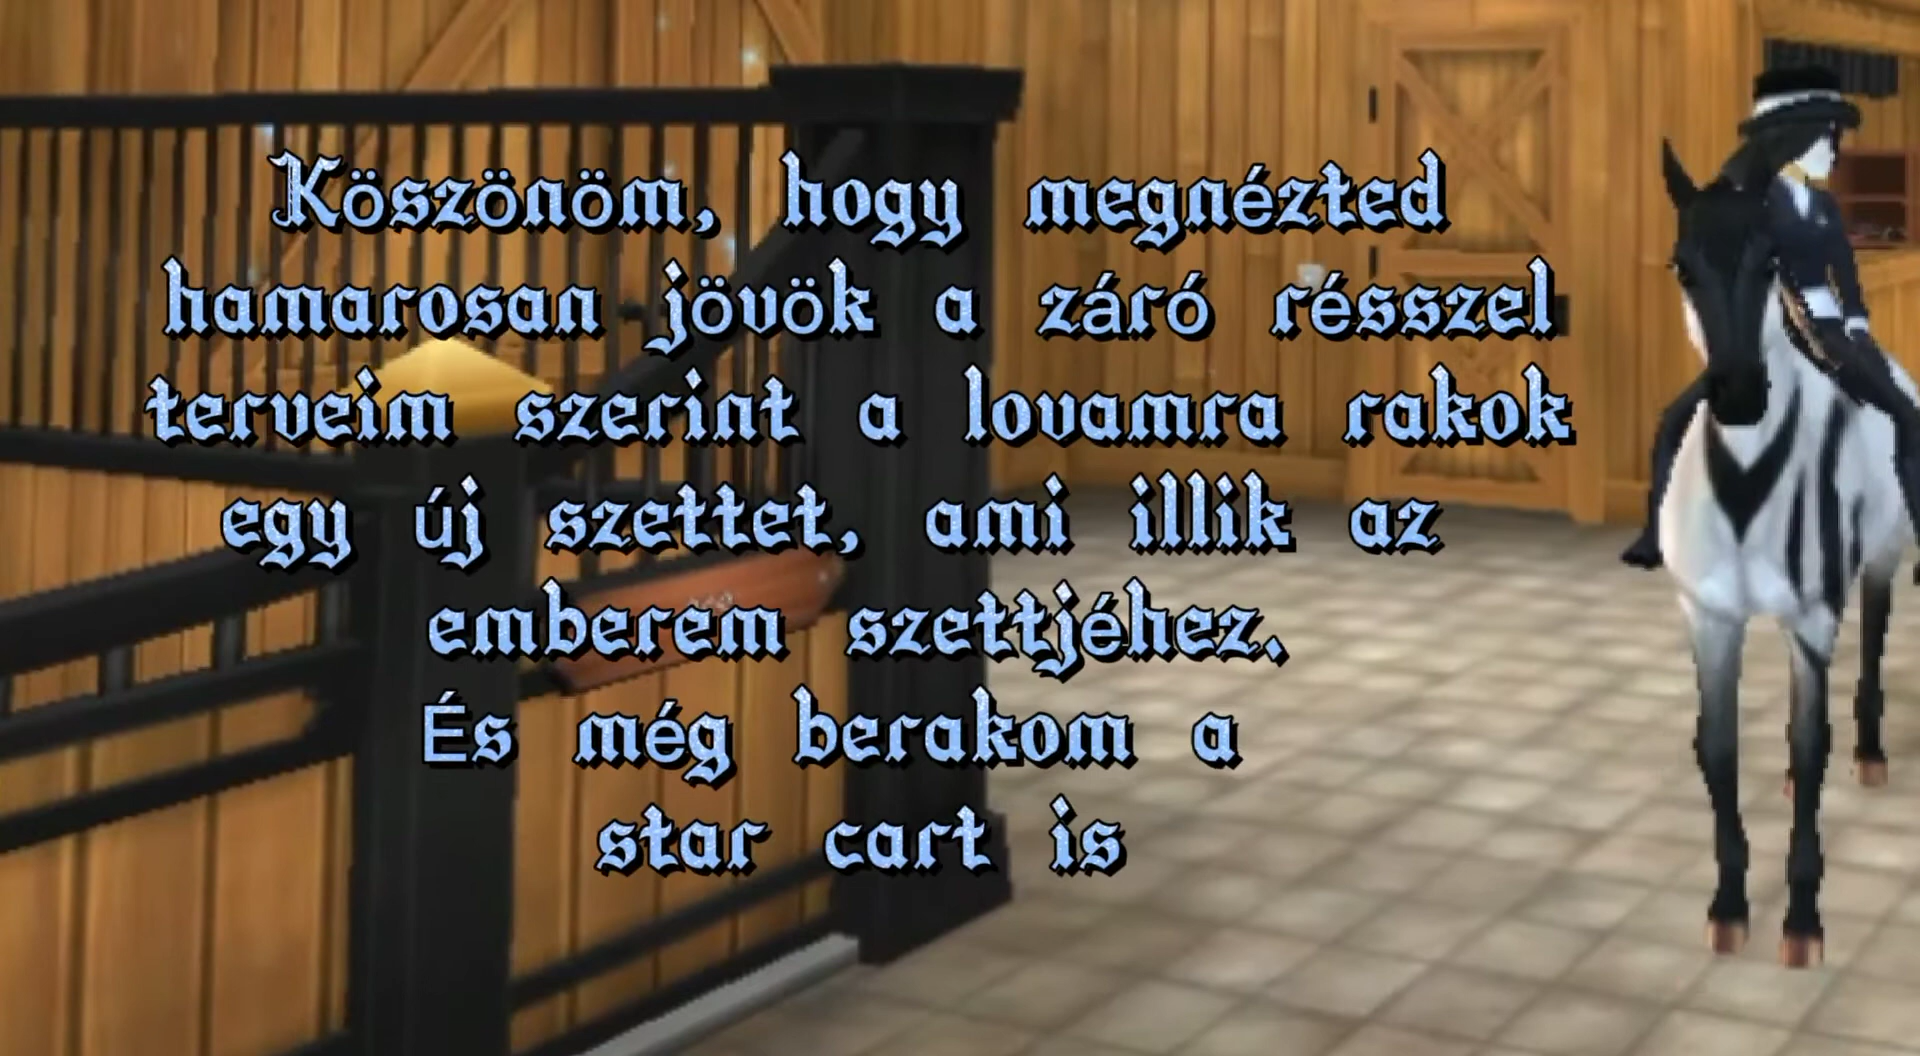 Köszönöm, hogy megnézted
hamarosan jövök a záró résszel
terveim szerint a lovamra rakok
egy új szettet, ami illik az
emberem szettjéhez.
És még berakom a
star cart is